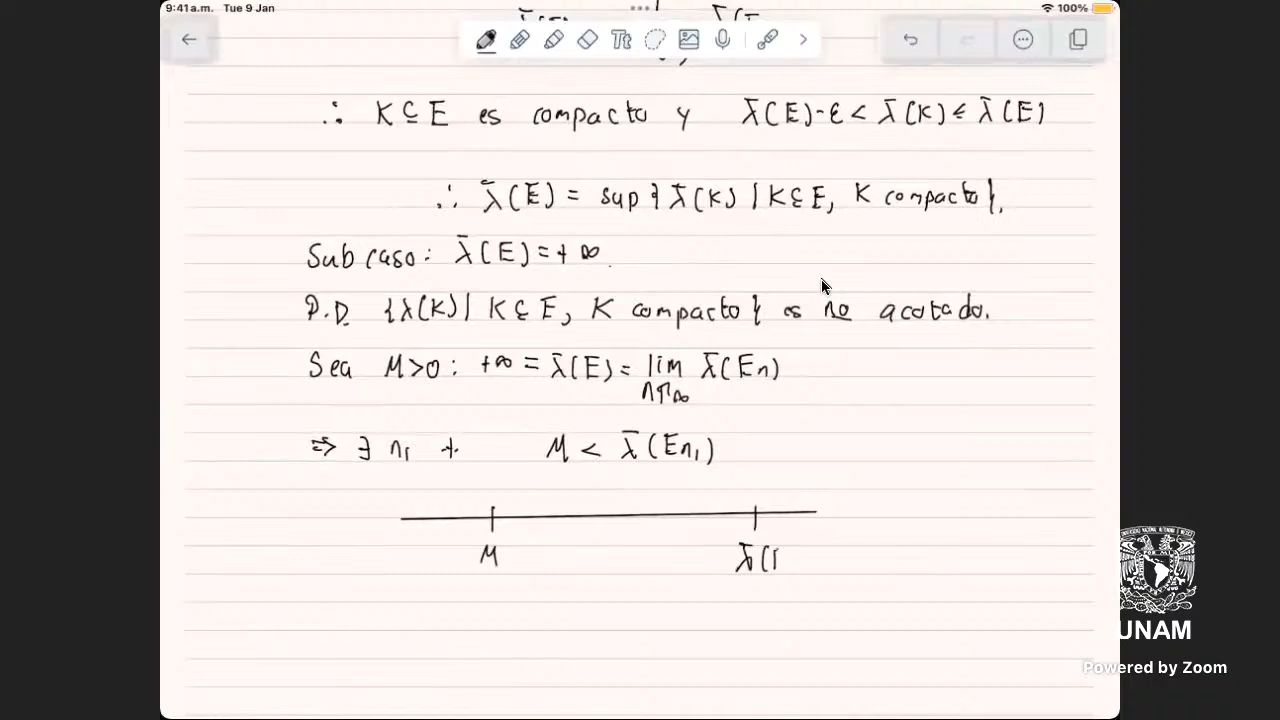 9:41a.m. Tue 9 Jan
100%
∴ K⊆E es compacto y λ̄(E)-ε < λ̄(K) ≤ λ̄(E)
∴ λ̄(E) = sup{λ̄(K) | K⊆E, K compacto}.
Sub caso: λ̄(E)=+∞.
P.D. {λ(K) | K⊆E, K compacto} es no acotado.
Sea M>0: +∞ = λ̄(E) = lim λ̄(En)
n↑∞
⇒ ∃ n₁ + M < λ̄(En₁)
M λ̄(
UNAM
Powered by Zoom